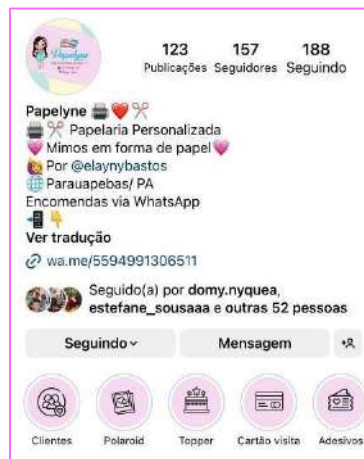 Papelyne
123 157 188
Publicações Seguidores Seguindo
Papelyne 🖨️❤️✂️
🖨️✂️ Papelaria Personalizada
💗Mimos em forma de papel💗
🙋 Por @elaynybastos
🌐 Parauapebas/ PA
Encomendas via WhatsApp
📲👇
Ver tradução
wa.me/5594991306511
Seguido(a) por domy.nyquea,
estefane_sousaaa e outras 52 pessoas
Seguindo Mensagem
Clientes Polaroid Topper Cartão visita Adesivos